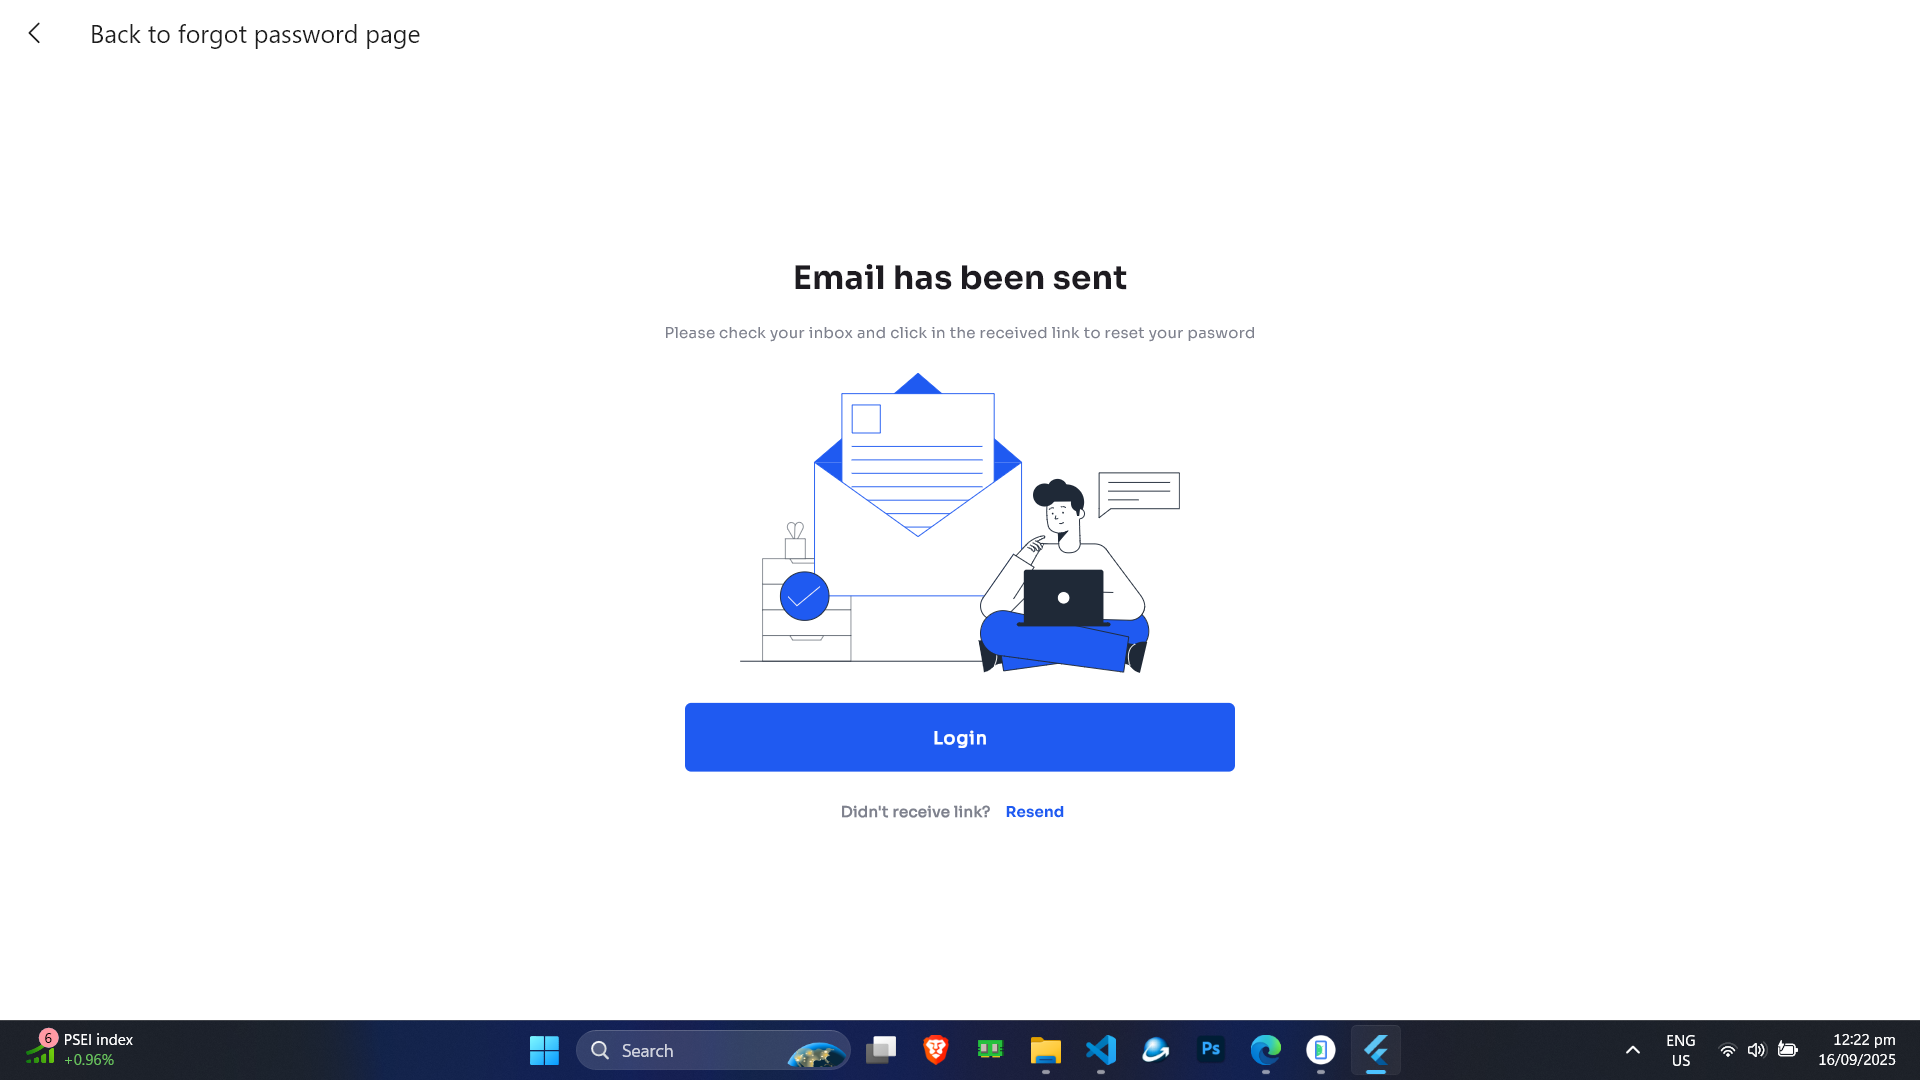 Back to forgot password page
Email has been sent
Please check your inbox and click in the received link to reset your pasword
Login
Didn't receive link? Resend
6
PSEI index
+0.96%
Search
Ps
ENG
US
12:22 pm
16/09/2025